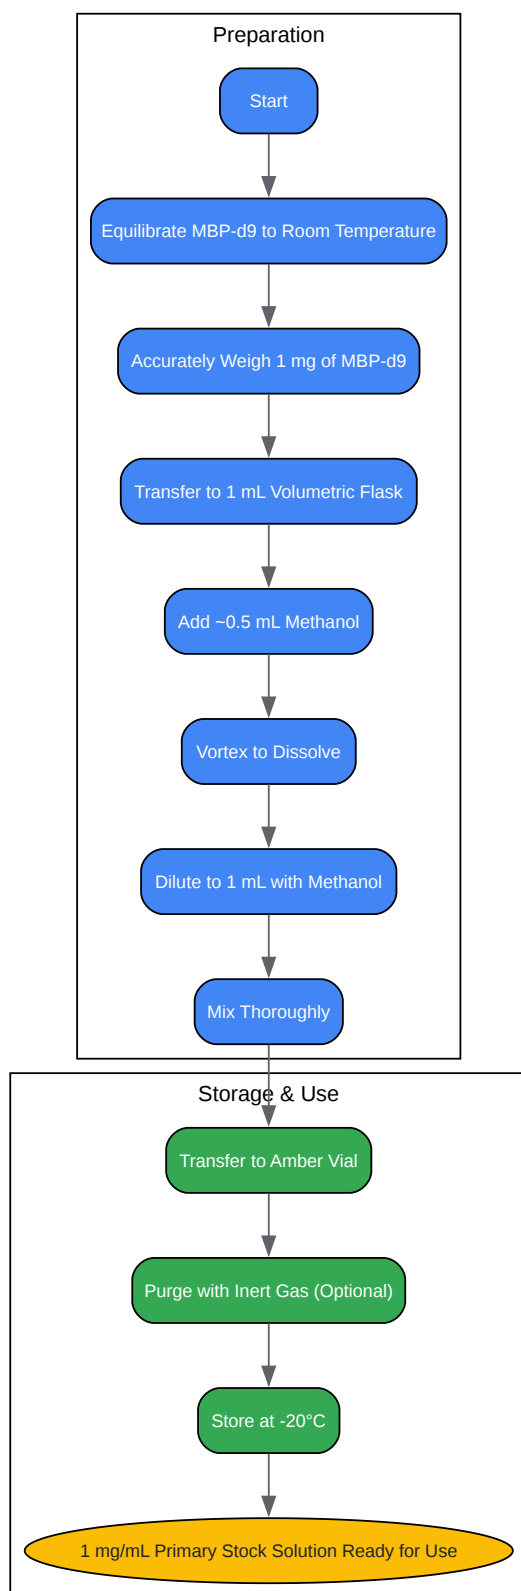 Preparation
Start
Equilibrate MBP-d9 to Room Temperature
Accurately Weigh 1 mg of MBP-d9
Transfer to 1 mL Volumetric Flask
Add ~0.5 mL Methanol
Vortex to Dissolve
Dilute to 1 mL with Methanol
Mix Thoroughly
Storage & Use
Transfer to Amber Vial
Purge with Inert Gas (Optional)
Store at -20°C
1 mg/mL Primary Stock Solution Ready for Use